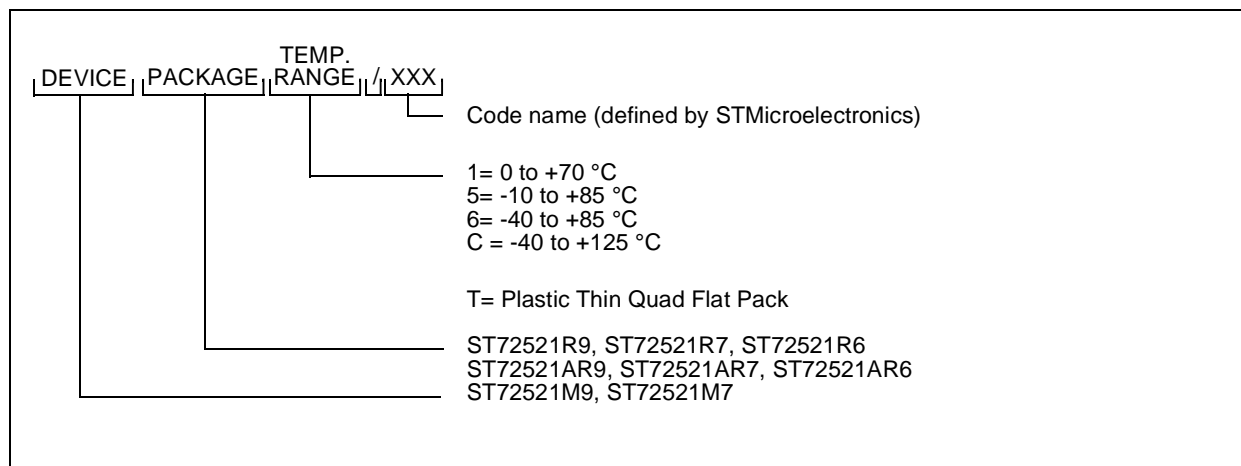 TEMP.
DEVICE PACKAGE RANGE / XXX
Code name (defined by STMicroelectronics)
1= 0 to +70 °C
5= -10 to +85 °C
6= -40 to +85 °C
C = -40 to +125 °C
T= Plastic Thin Quad Flat Pack
ST72521R9, ST72521R7, ST72521R6
ST72521AR9, ST72521AR7, ST72521AR6
ST72521M9, ST72521M7